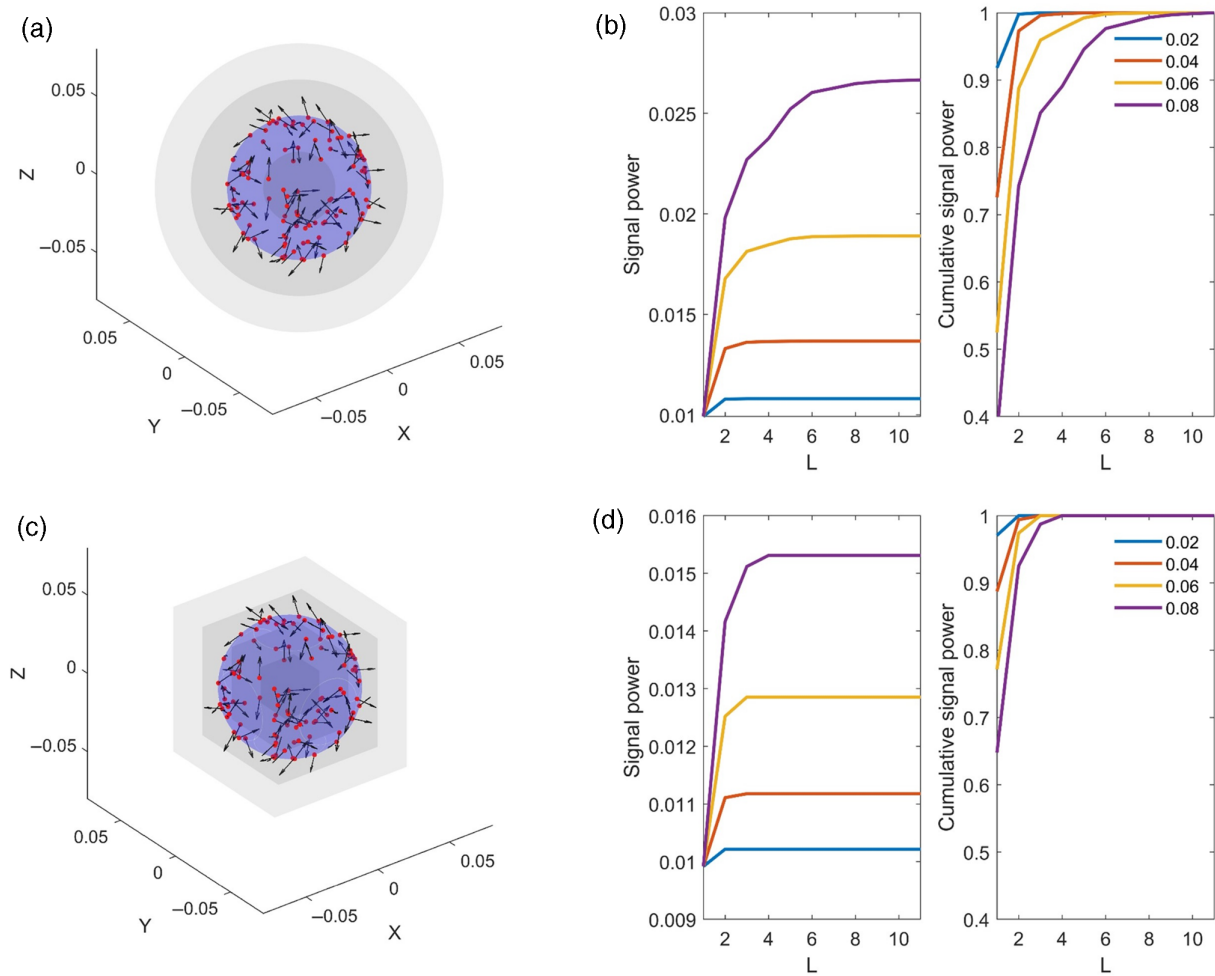 (a)
0.05
0
−0.05
Z
0.05
0
−0.05
Y
−0.05
0
0.05
X
(b)
0.03
0.025
0.02
0.015
0.01
Signal power
2 4 6 8 10
L
1
0.9
0.8
0.7
0.6
0.5
0.4
Cumulative signal power
0.02
0.04
0.06
0.08
2 4 6 8 10
L
(c)
0.05
0
−0.05
Z
0.05
0
−0.05
Y
−0.05
0
0.05
X
(d)
0.016
0.015
0.014
0.013
0.012
0.011
0.01
0.009
Signal power
2 4 6 8 10
L
1
0.9
0.8
0.7
0.6
0.5
0.4
Cumulative signal power
0.02
0.04
0.06
0.08
2 4 6 8 10
L